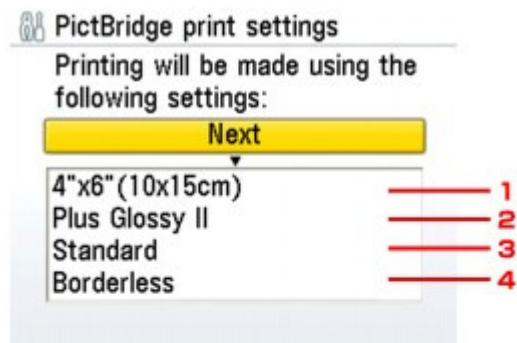 PictBridge print settings
Printing will be made using the
following settings:
Next
4"x6"(10x15cm) 1
Plus Glossy II 2
Standard 3
Borderless 4